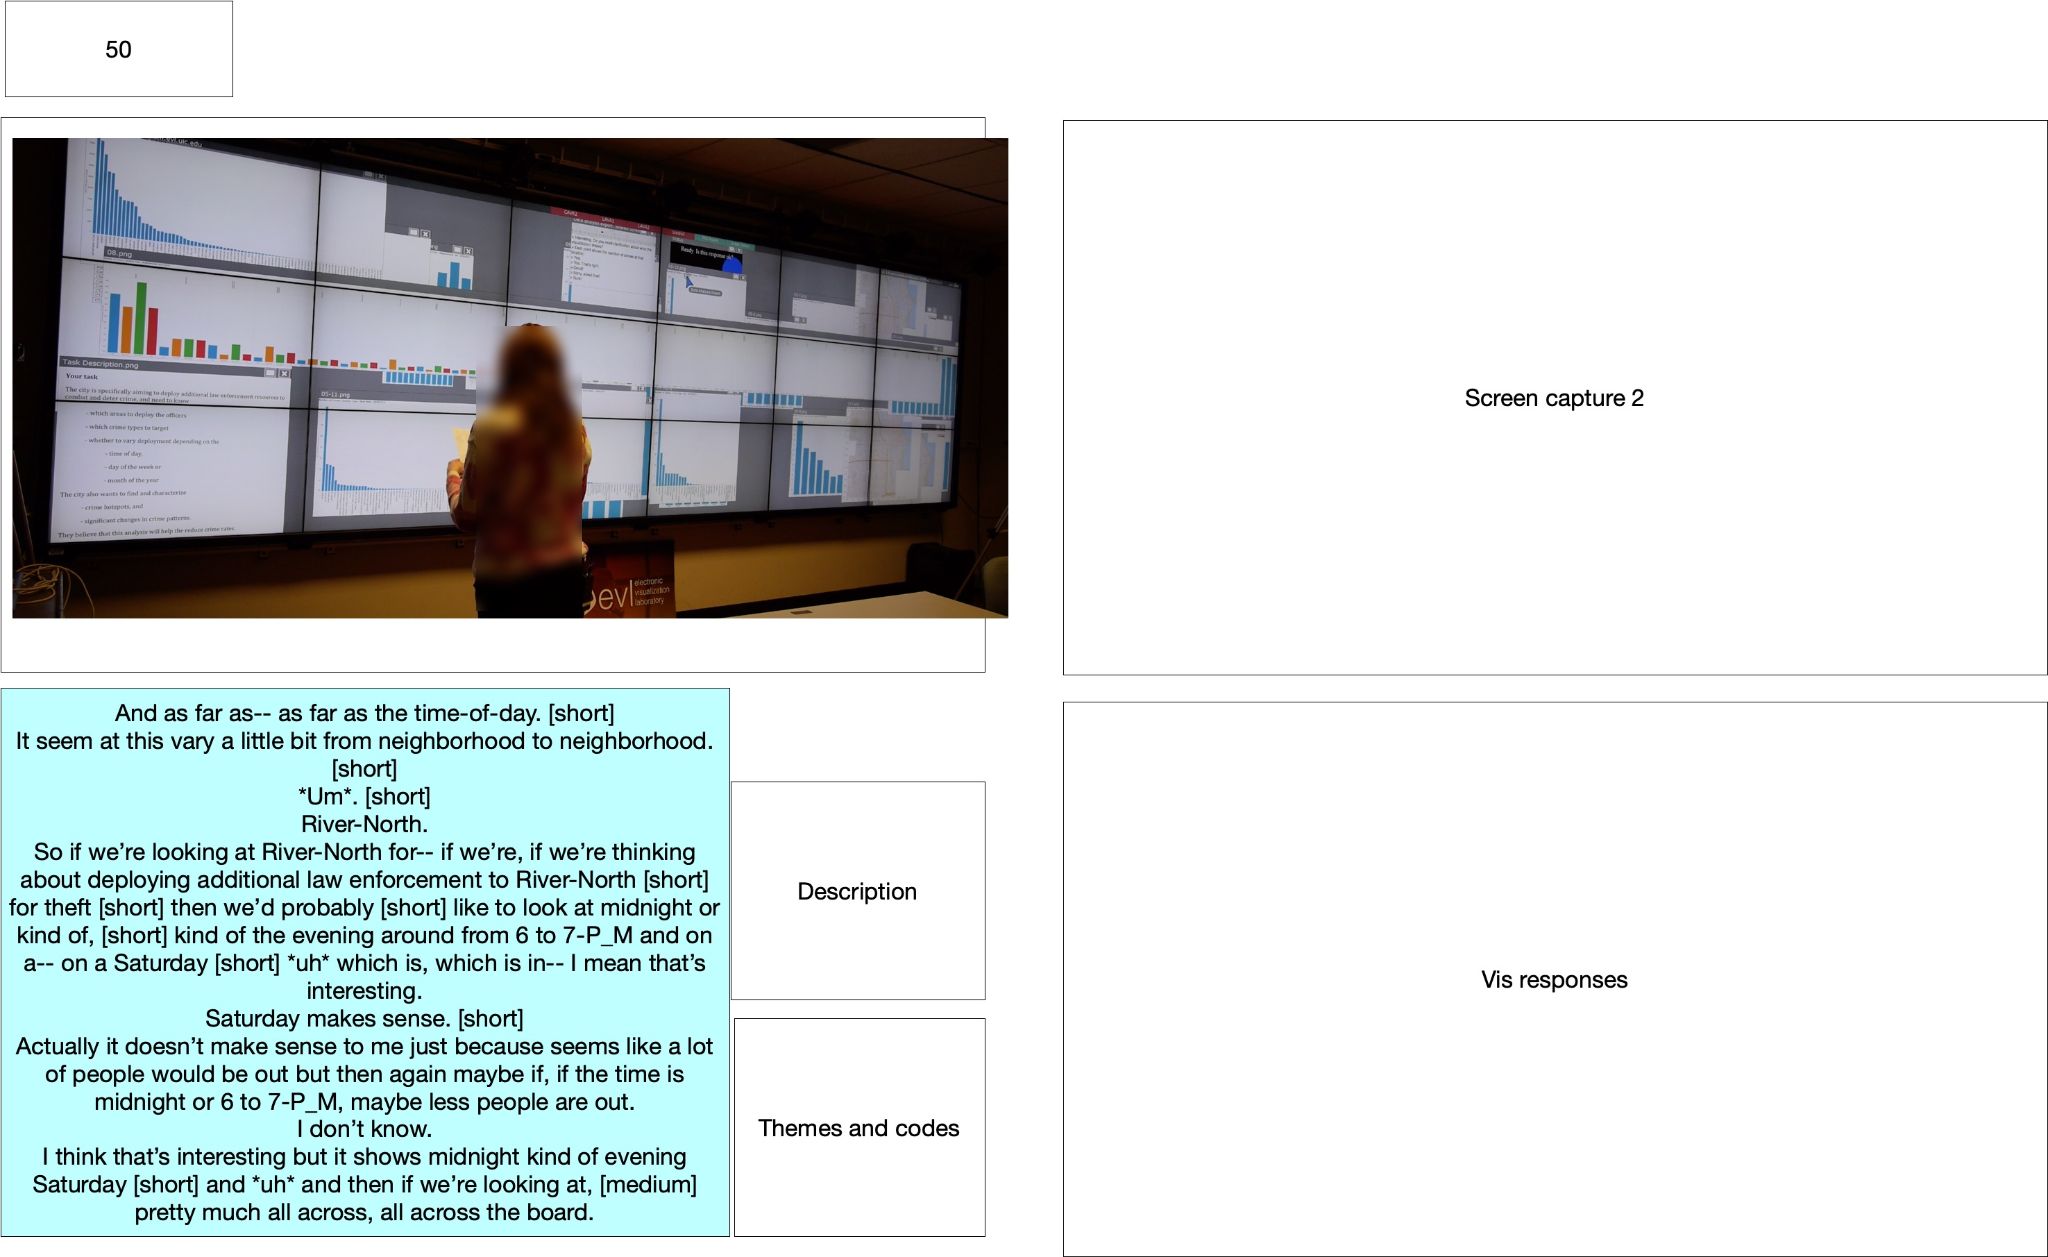 50
08.png
Task Description.png
Your task
The city is specifically aiming to deploy additional law enforcement resources to
combat and deter crime, and need to know
- which areas to deploy the officers
- which crime types to target
- whether to vary deployment depending on the
- time of day,
- day of the week or
- month of the year
The city also wants to find and characterize
- crime hotspots, and
- significant changes in crime patterns.
They believe that this analysis will help the reduce crime rates.
05-11.png
Ready. Is this response ok?
evl
electronic
visualization
laboratory
Screen capture 2
And as far as-- as far as the time-of-day. [short]
It seem at this vary a little bit from neighborhood to neighborhood.
[short]
*Um*. [short]
River-North.
So if we’re looking at River-North for-- if we’re, if we’re thinking
about deploying additional law enforcement to River-North [short]
for theft [short] then we’d probably [short] like to look at midnight or
kind of, [short] kind of the evening around from 6 to 7-P_M and on
a-- on a Saturday [short] *uh* which is, which is in-- I mean that’s
interesting.
Saturday makes sense. [short]
Actually it doesn’t make sense to me just because seems like a lot
of people would be out but then again maybe if, if the time is
midnight or 6 to 7-P_M, maybe less people are out.
I don’t know.
I think that’s interesting but it shows midnight kind of evening
Saturday [short] and *uh* and then if we’re looking at, [medium]
pretty much all across, all across the board.
Description
Themes and codes
Vis responses